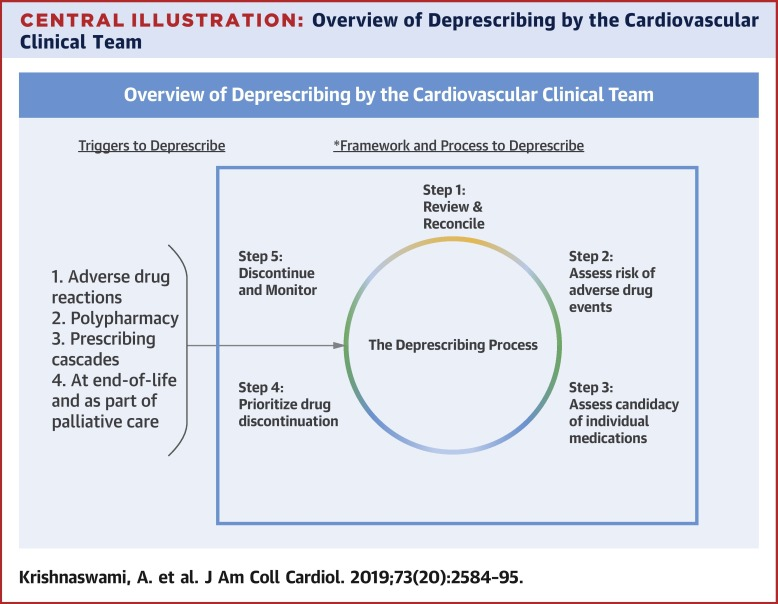 CENTRAL ILLUSTRATION: Overview of Deprescribing by the Cardiovascular
Clinical Team
Overview of Deprescribing by the Cardiovascular Clinical Team
Triggers to Deprescribe
*Framework and Process to Deprescribe
1. Adverse drug
reactions
2. Polypharmacy
3. Prescribing
cascades
4. At end-of-life
and as part of
palliative care
Step 1:
Review &
Reconcile
Step 2:
Assess risk of
adverse drug
events
Step 3:
Assess candidacy
of individual
medications
Step 4:
Prioritize drug
discontinuation
Step 5:
Discontinue
and Monitor
The Deprescribing Process
Krishnaswami, A. et al. J Am Coll Cardiol. 2019;73(20):2584–95.